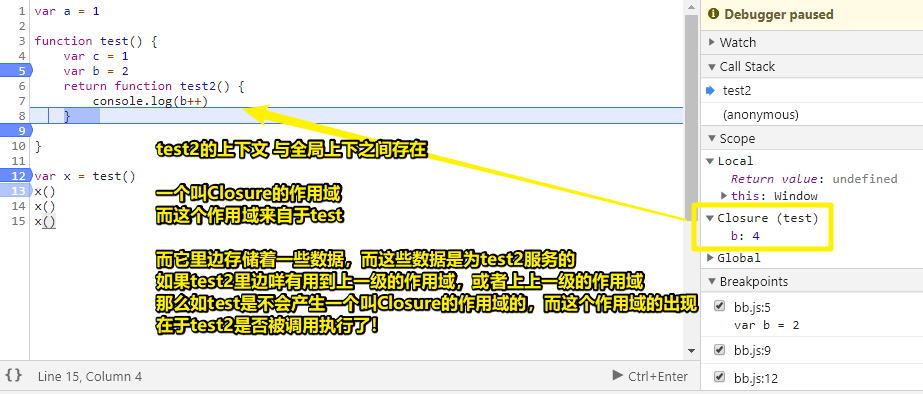 1 var a = 1
2
3 function test() {
4 var c = 1
5 var b = 2
6 return function test2() {
7 console.log(b++)
8 }
9
10 }
11
12 var x = test()
13 x()
14 x()
15 x()
test2的上下文 与全局上下之间存在
一个叫Closure的作用域
而这个作用域来自于test
而它里边存储着一些数据，而这些数据是为test2服务的
如果test2里边咩有用到上一级的作用域，或者上上一级的作用域
那么如test是不会产生一个叫Closure的作用域的，而这个作用域的出现
在于test2是否被调用执行了！
{} Line 15, Column 4
Ctrl+Enter
Debugger paused
Watch
Call Stack
test2
(anonymous)
Scope
Local
Return value: undefined
this: Window
Closure (test)
b: 4
Global
Breakpoints
bb.js:5
var b = 2
bb.js:9
bb.js:12